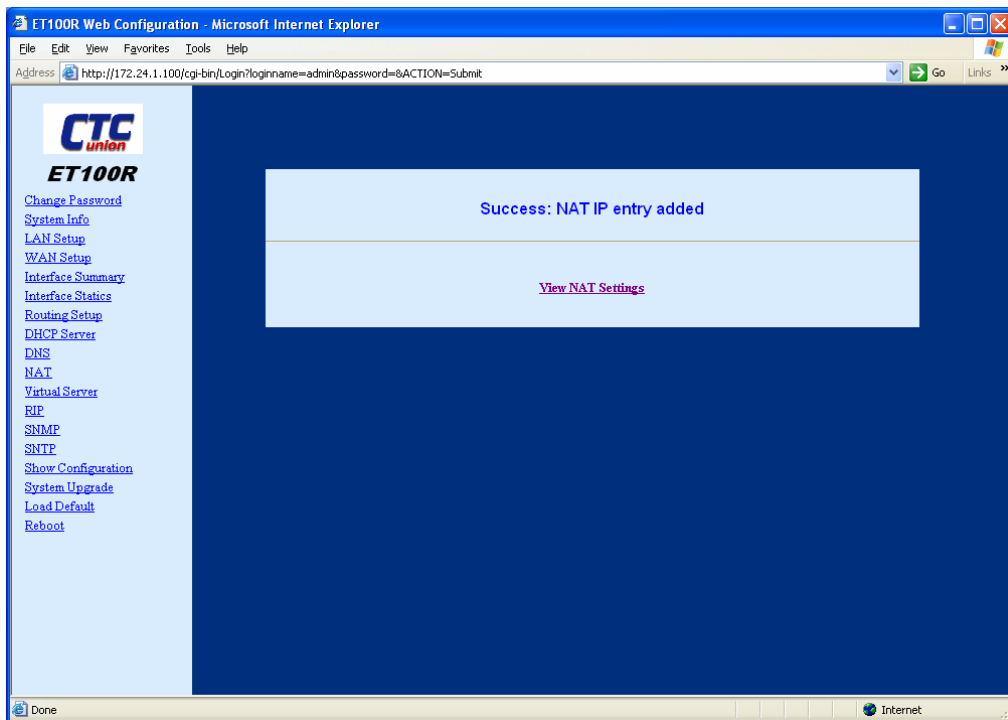 ET100R Web Configuration - Microsoft Internet Explorer
File Edit View Favorites Tools Help
Address http://172.24.1.100/cgi-bin/Login?loginname=admin&password=&ACTION=Submit Go Links »
CTC
union
ET100R
Change Password
System Info
LAN Setup
WAN Setup
Interface Summary
Interface Statics
Routing Setup
DHCP Server
DNS
NAT
Virtual Server
RIP
SNMP
SNTP
Show Configuration
System Upgrade
Load Default
Reboot
Success: NAT IP entry added
View NAT Settings
Done Internet